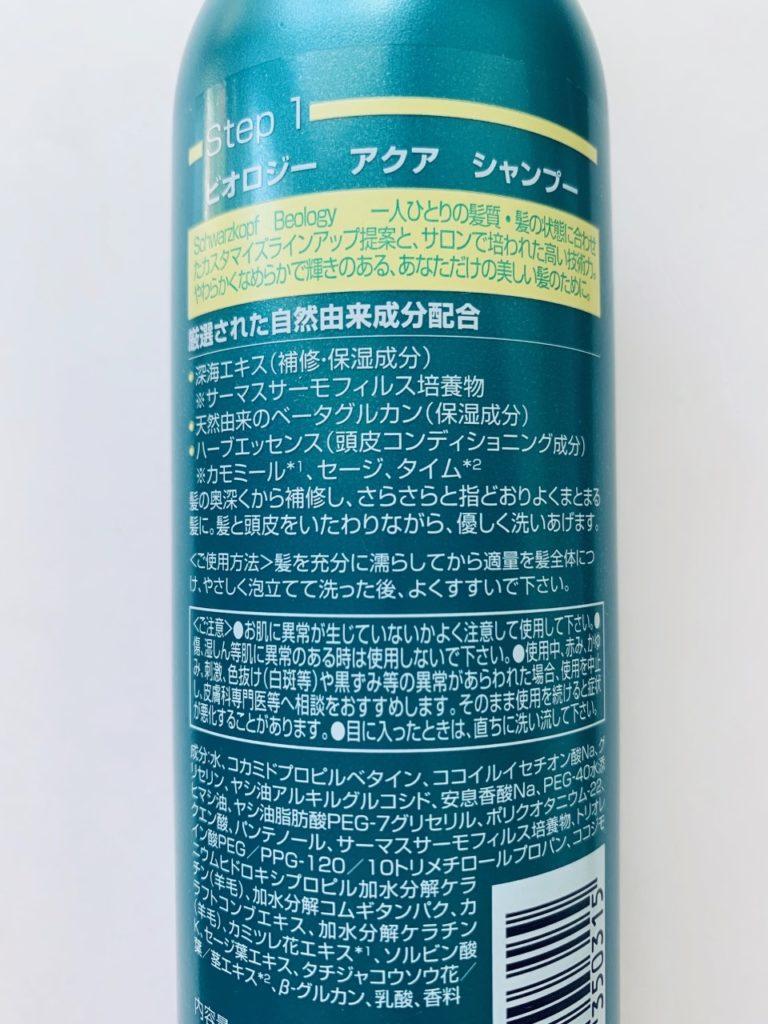 Step 1
ビオロジー アクア シャンプー
Schwarzkopf Beology 一人ひとりの髪質・髪の状態に合わせ
たカスタマイズラインアップ提案と、サロンで培われた高い技術力。
やわらかくなめらかで輝きのある、あなただけの美しい髪のために。
厳選された自然由来成分配合
・深海エキス(補修・保湿成分)
※サーマスサーモフィルス培養物
・天然由来のベータグルカン(保湿成分)
・ハーブエッセンス(頭皮コンディショニング成分)
※カモミール*1、セージ、タイム*2
髪の奥深くから補修し、さらさらと指どおりよくまとまる
髪に。髪と頭皮をいたわりながら、優しく洗いあげます。
<ご使用方法>髪を充分に濡らしてから適量を髪全体につ
け、やさしく泡立てて洗った後、よくすすいで下さい。
<ご注意>●お肌に異常が生じていないかよく注意して使用して下さい。●
傷、湿しん等肌に異常のある時は使用しないで下さい。●使用中、赤み、かゆ
み、刺激、色抜け(白斑等)や黒ずみ等の異常があらわれた場合、使用を中止
し、皮膚科専門医等へ相談をおすすめします。そのまま使用を続けると症状
が悪化することがあります。●目に入ったときは、直ちに洗い流して下さい。
成分:水、コカミドプロピルベタイン、ココイルイセチオン酸Na、グ
リセリン、ヤシ油アルキルグルコシド、安息香酸Na、PEG-40水添
ヒマシ油、ヤシ油脂肪酸PEG-7グリセリル、ポリクオタニウム-22、
クエン酸、パンテノール、サーマスサーモフィルス培養物、トリオレ
イン酸PEG/PPG-120/10トリメチロールプロパン、ココジモ
ニウムヒドロキシプロピル加水分解ケラ
チン(羊毛)、加水分解コムギタンパク、カ
ラフトコンブエキス、加水分解ケラチン
(羊毛)、カミツレ花エキス*1、ソルビン酸
K、セージ葉エキス、タチジャコウソウ花/
葉/茎エキス*2、β-グルカン、乳酸、香料
内容量
350315